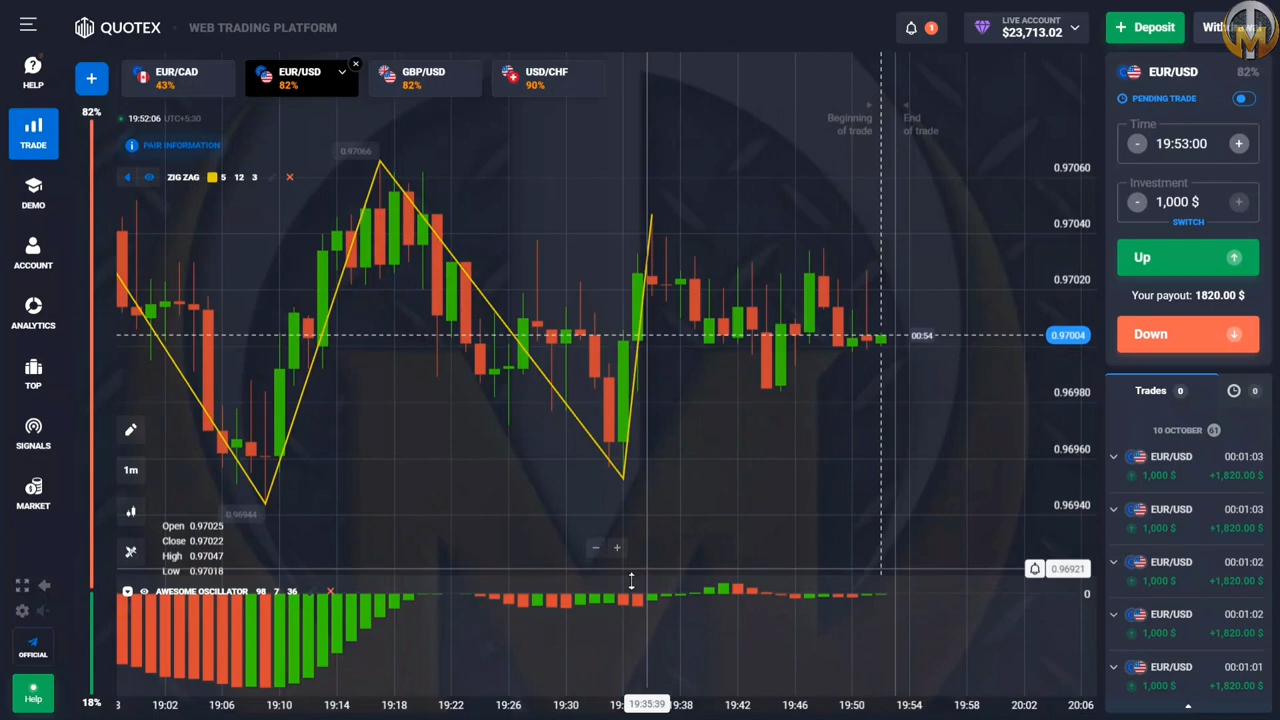 QUOTEX
WEB TRADING PLATFORM
1
LIVE ACCOUNT
$23,713.02
Deposit
HELP
TRADE
DEMO
ACCOUNT
ANALYTICS
TOP
SIGNALS
MARKET
OFFICIAL
Help
EUR/CAD
43%
EUR/USD
82%
GBP/USD
82%
USD/CHF
90%
82%
19:52:06 UTC+5:30
PAIR INFORMATION
ZIG ZAG 5 12 3
0.97066
Beginning
of trade
End
of trade
0.97060
0.97040
0.97020
0.97004
00:54
0.96980
0.96960
0.96940
0.96944
0.96921
1m
Open 0.97025
Close 0.97022
High 0.97047
Low 0.97018
AWESOME OSCILLATOR 98 7 36
0
18%
19:02
19:06
19:10
19:14
19:18
19:22
19:26
19:30
19:35:39
19:38
19:42
19:46
19:50
19:54
19:58
20:02
20:06
EUR/USD
82%
PENDING TRADE
Time
- 19:53:00 +
Investment
- 1,000 $ +
SWITCH
Up
Your payout: 1820.00 $
Down
Trades 0
0
10 OCTOBER 61
EUR/USD 00:01:03
1,000 $ +1,820.00 $
EUR/USD 00:01:03
1,000 $ +1,820.00 $
EUR/USD 00:01:02
1,000 $ +1,820.00 $
EUR/USD 00:01:02
1,000 $ +1,820.00 $
EUR/USD 00:01:01
1,000 $ +1,820.00 $